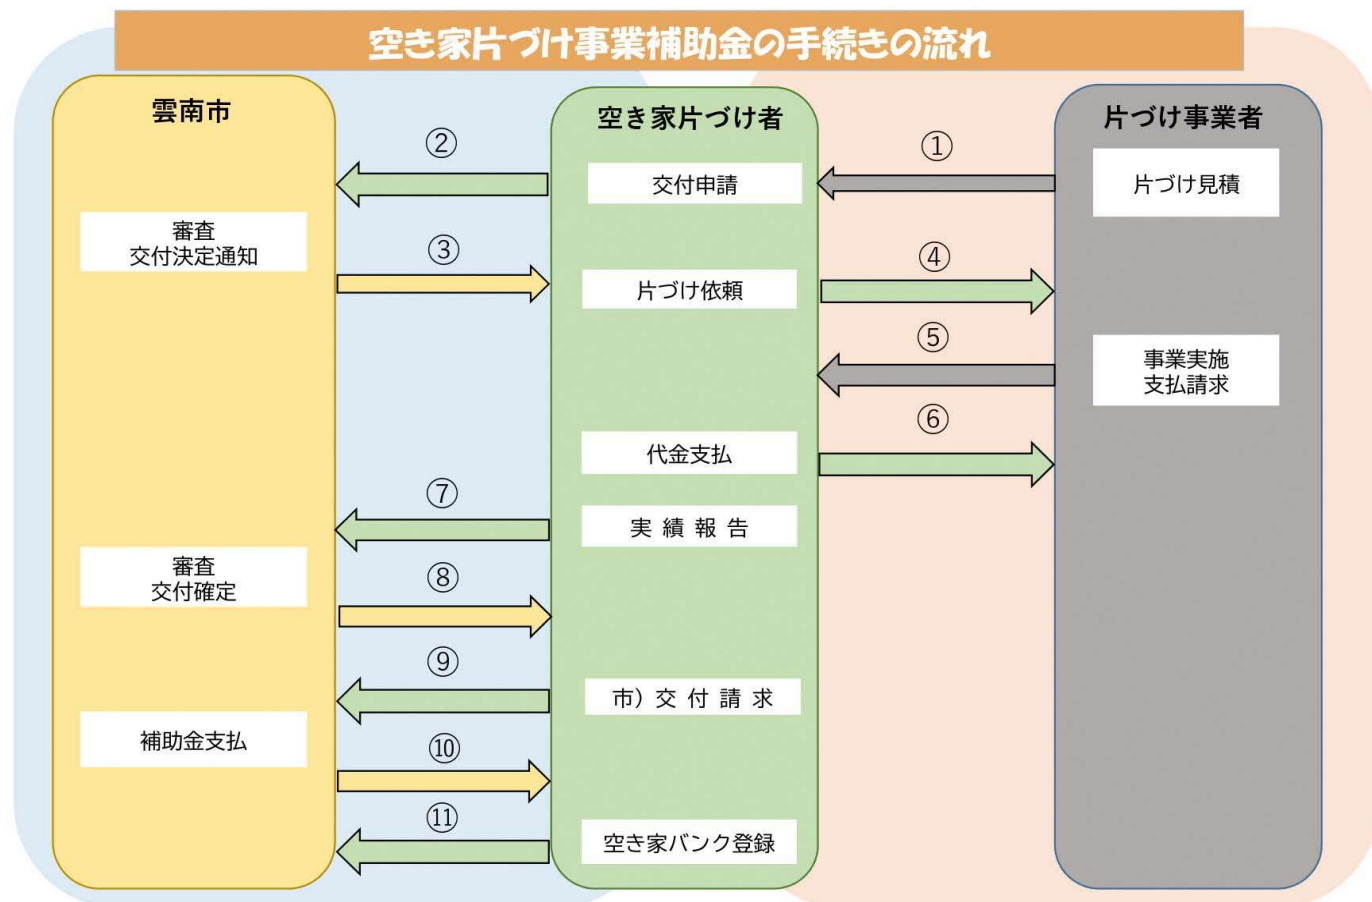 空き家片づけ事業補助金の手続きの流れ
雲南市
空き家片づけ者
片づけ事業者
①
片づけ見積
②
交付申請
審査
交付決定通知
③
片づけ依頼
④
⑤
事業実施
支払請求
代金支払
⑥
⑦
実績報告
審査
交付確定
⑧
⑨
市）交付請求
補助金支払
⑩
⑪
空き家バンク登録